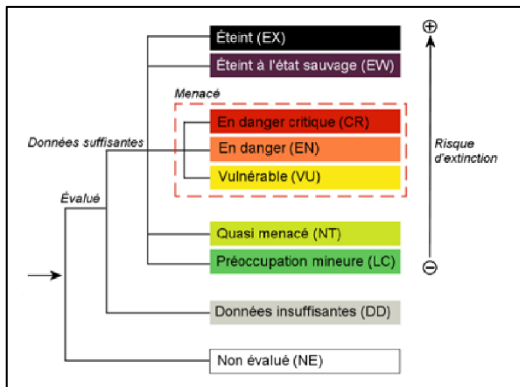 Éteint (EX)
Éteint à l'état sauvage (EW)
Menacé
En danger critique (CR)
En danger (EN)
Vulnérable (VU)
Données suffisantes
Risque
d'extinction
Évalué
Quasi menacé (NT)
Préoccupation mineure (LC)
Données insuffisantes (DD)
Non évalué (NE)